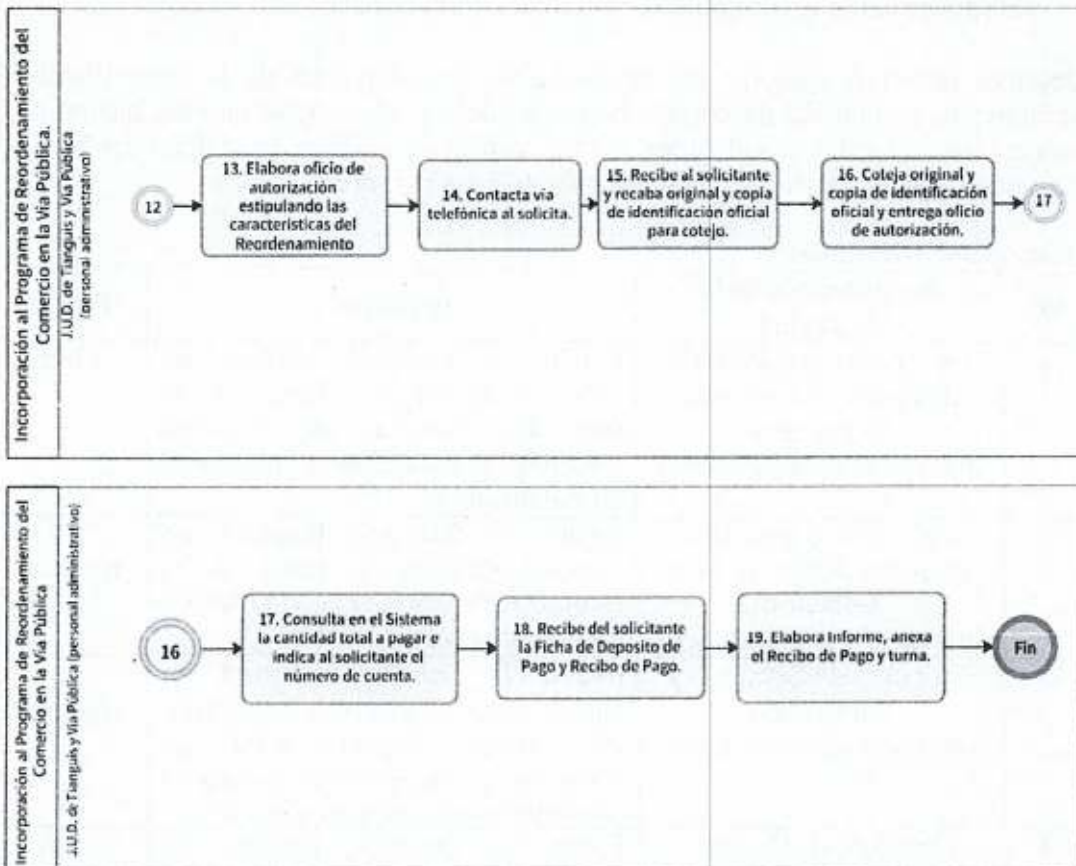 Incorporación al Programa de Reordenamiento del
Comercio en la Vía Pública.
J.U.D. de Tianguis y Vía Pública
(personal administrativo)
12
13. Elabora oficio de
autorización
estipulando las
características del
Reordenamiento
14. Contacta vía
telefónica al solicita.
15. Recibe al solicitante
y recaba original y copia
de identificación oficial
para cotejo.
16. Coteja original y
copia de identificación
oficial y entrega oficio
de autorización.
17
Incorporación al Programa de Reordenamiento del
Comercio en la Vía Pública
J.U.D. de Tianguis y Vía Pública (personal administrativo)
16
17. Consulta en el Sistema
la cantidad total a pagar e
indica al solicitante el
número de cuenta.
18. Recibe del solicitante
la Ficha de Deposito de
Pago y Recibo de Pago.
19. Elabora Informe, anexa
el Recibo de Pago y turna.
Fin